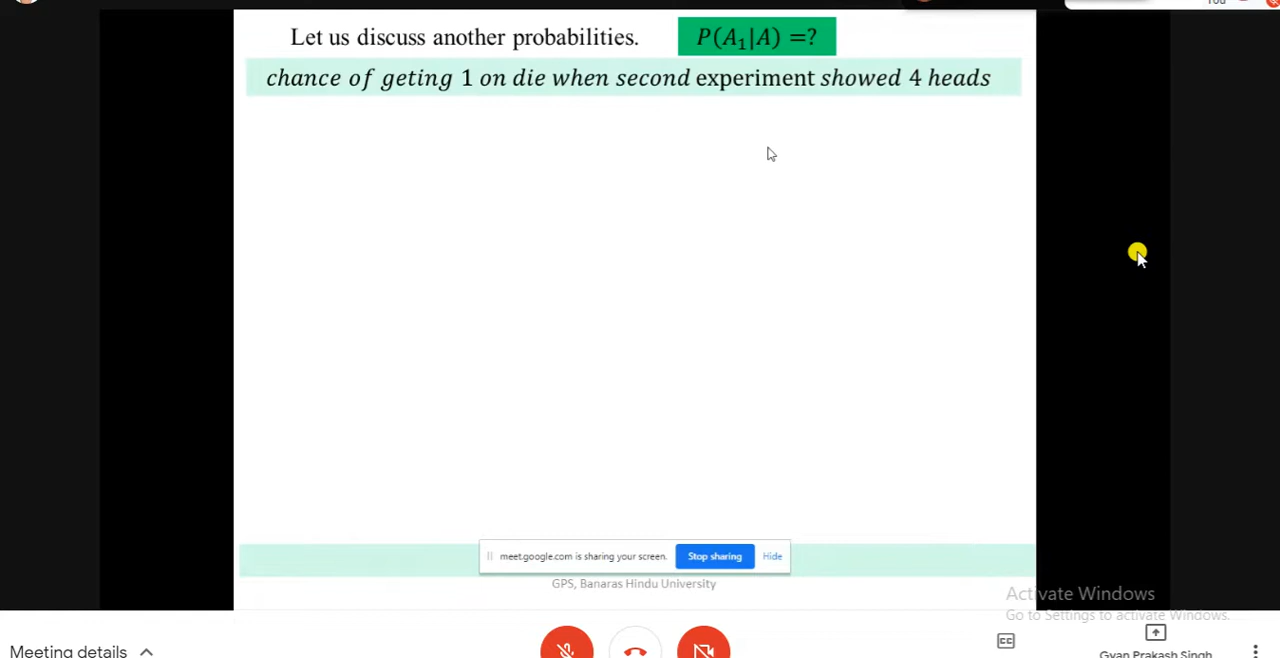 Let us discuss another probabilities. P(A₁|A) =?
chance of geting 1 on die when second experiment showed 4 heads
meet.google.com is sharing your screen. Stop sharing Hide
GPS, Banaras Hindu University
Activate Windows
Go to Settings to activate Windows.
Meeting details
CC
Gyan Prakash Singh